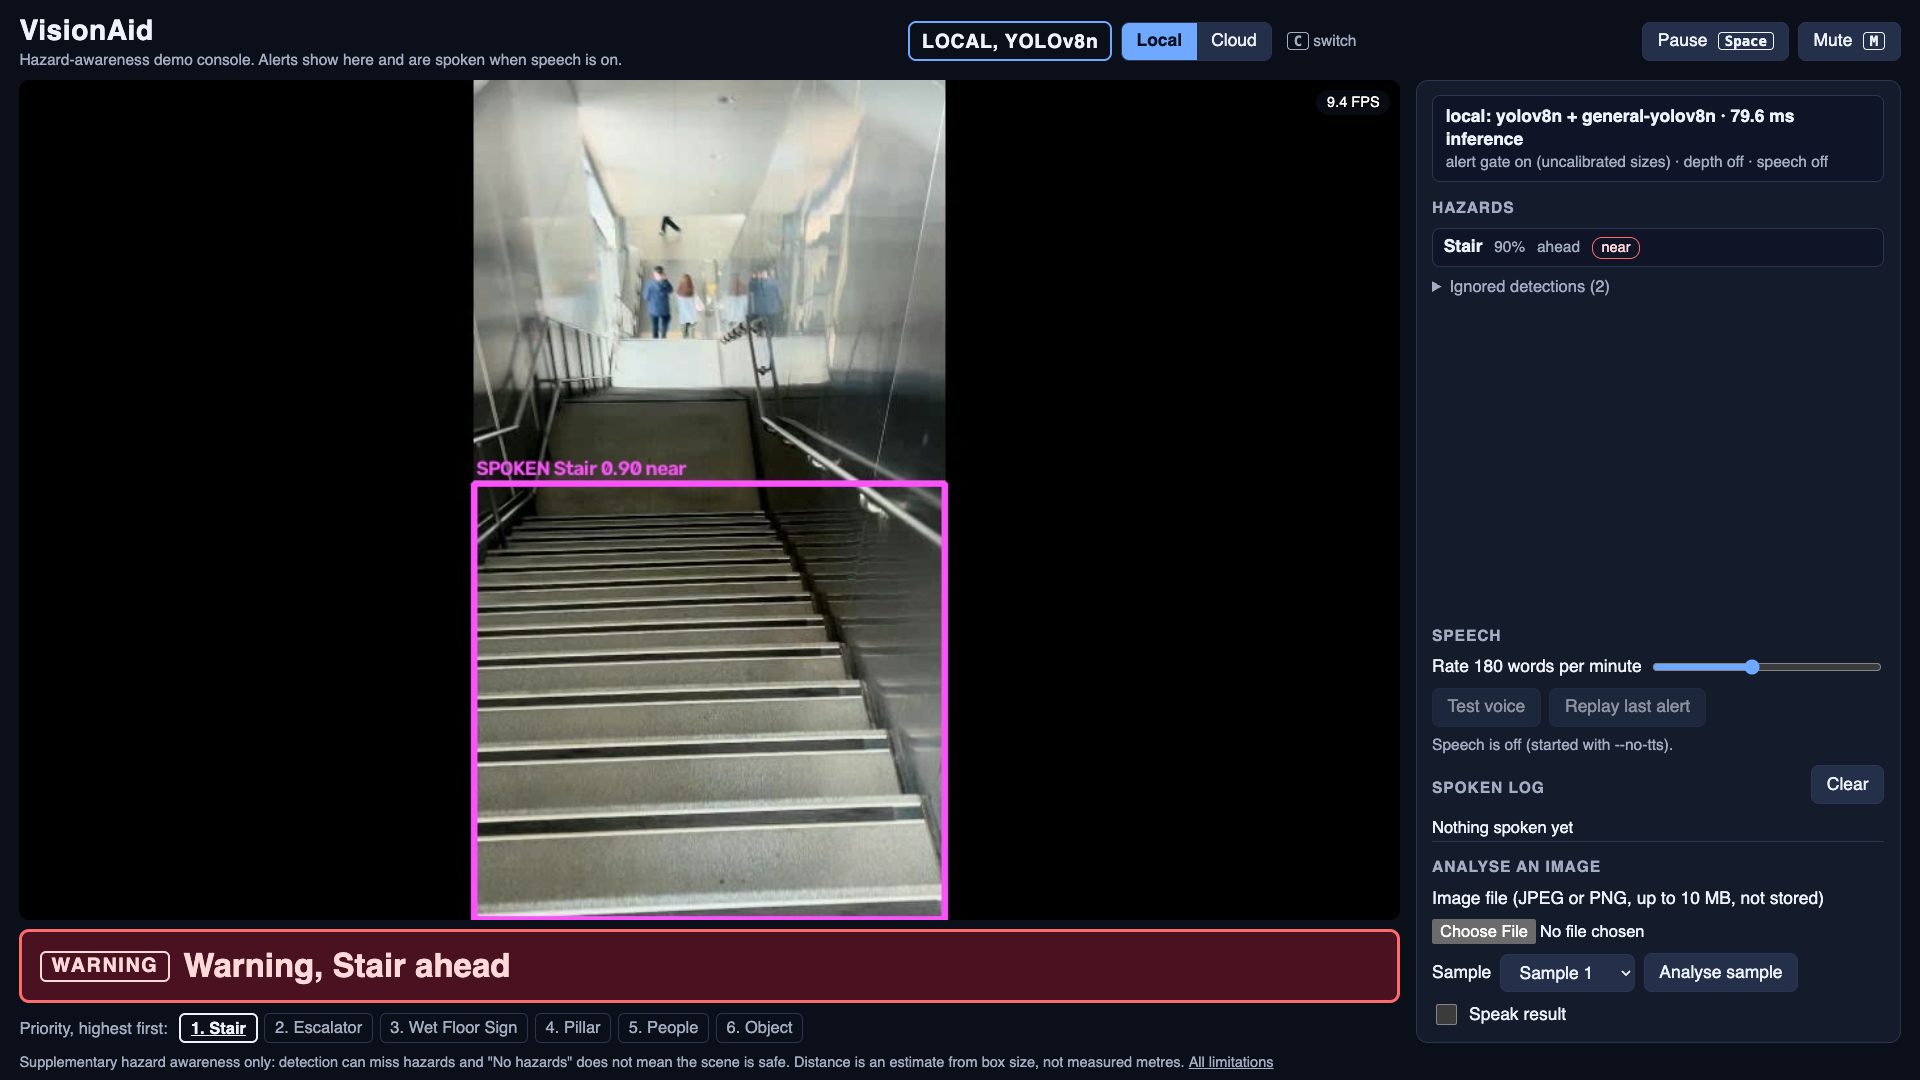 VisionAid
Hazard-awareness demo console. Alerts show here and are spoken when speech is on.
LOCAL, YOLOv8n
Local
Cloud
C switch
Pause Space
Mute M
9.4 FPS
SPOKEN Stair 0.90 near
WARNING
Warning, Stair ahead
Priority, highest first:
1. Stair
2. Escalator
3. Wet Floor Sign
4. Pillar
5. People
6. Object
Supplementary hazard awareness only: detection can miss hazards and "No hazards" does not mean the scene is safe. Distance is an estimate from box size, not measured metres. All limitations
local: yolov8n + general-yolov8n · 79.6 ms
inference
alert gate on (uncalibrated sizes) · depth off · speech off
HAZARDS
Stair 90% ahead near
Ignored detections (2)
SPEECH
Rate 180 words per minute
Test voice
Replay last alert
Speech is off (started with --no-tts).
SPOKEN LOG
Clear
Nothing spoken yet
ANALYSE AN IMAGE
Image file (JPEG or PNG, up to 10 MB, not stored)
Choose File No file chosen
Sample
Sample 1
Analyse sample
Speak result